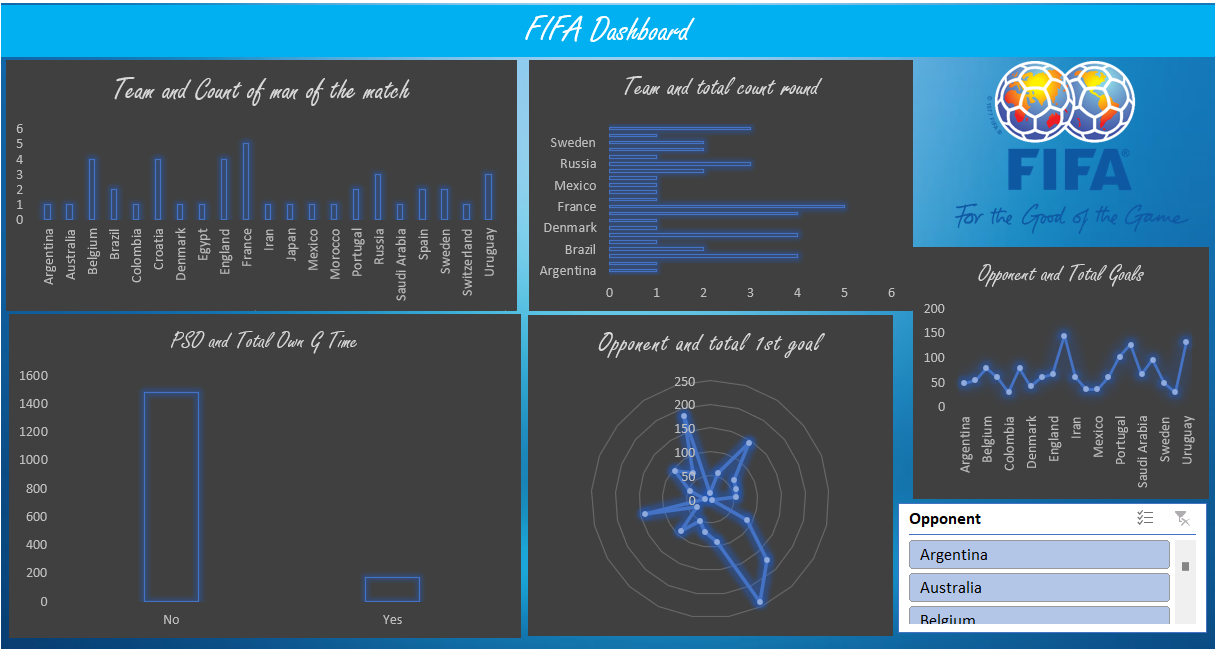 FIFA Dashboard
Team and Count of man of the match
6
5
4
3
2
1
0
Argentina
Australia
Belgium
Brazil
Colombia
Croatia
Denmark
Egypt
England
France
Iran
Japan
Mexico
Morocco
Portugal
Russia
Saudi Arabia
Spain
Sweden
Switzerland
Uruguay
Team and total count round
Sweden
Russia
Mexico
France
Denmark
Brazil
Argentina
0 1 2 3 4 5 6
FIFA®
For the Good of the Game
Opponent and Total Goals
200
150
100
50
0
Argentina
Belgium
Colombia
Denmark
England
Iran
Mexico
Portugal
Saudi Arabia
Sweden
Uruguay
PSO and Total Own G Time
1600
1400
1200
1000
800
600
400
200
0
No Yes
Opponent and total 1st goal
250
200
150
100
50
0
Opponent
Argentina
Australia
Belgium